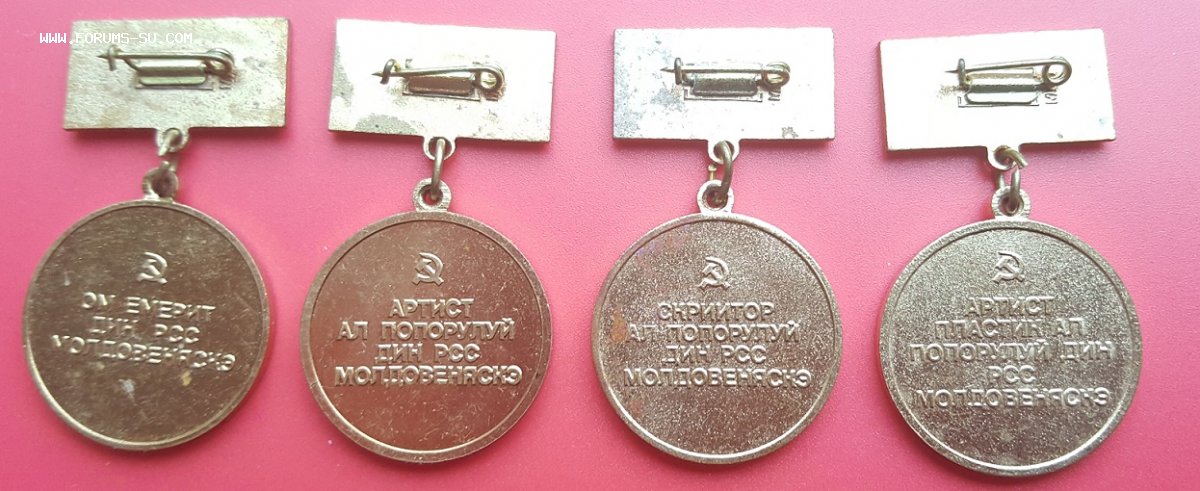 WWW.FORUMS-SU.COM
ОМ ЕМЕРИТ
ДИН РСС
МОЛДОВЕНЯСКЭ
АРТИСТ
АЛ ПОПОРУЛУЙ
ДИН РСС
МОЛДОВЕНЯСКЭ
СКРИИТОР
АЛ ПОПОРУЛУЙ
ДИН РСС
МОЛДОВЕНЯСКЭ
АРТИСТ
ПЛАСТИК АЛ
ПОПОРУЛУЙ ДИН
РСС
МОЛДОВЕНЯСКЭ